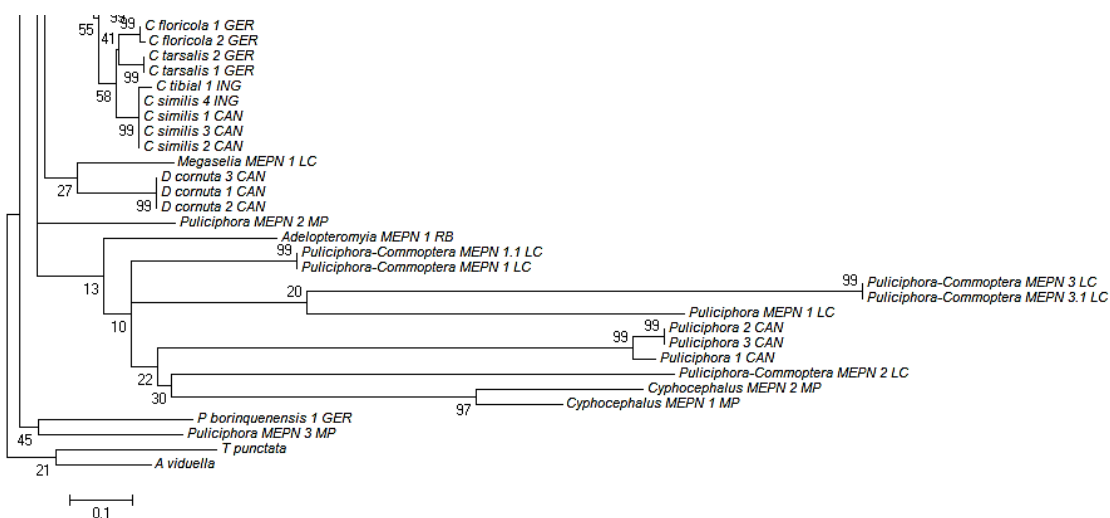 99
99
C floricola 1 GER
55
41
C floricola 2 GER
C tarsalis 2 GER
C tarsalis 1 GER
99
C tibial 1 ING
58
C similis 4 ING
C similis 1 CAN
99
C similis 3 CAN
C similis 2 CAN
Megaselia MEPN 1 LC
D cornuta 3 CAN
27
D cornuta 1 CAN
99
D cornuta 2 CAN
Puliciphora MEPN 2 MP
Adelopteromyia MEPN 1 RB
99
Puliciphora-Commoptera MEPN 1.1 LC
Puliciphora-Commoptera MEPN 1 LC
13
99
Puliciphora-Commoptera MEPN 3 LC
20
Puliciphora-Commoptera MEPN 3.1 LC
Puliciphora MEPN 1 LC
10
99
Puliciphora 2 CAN
99
Puliciphora 3 CAN
Puliciphora 1 CAN
22
Puliciphora-Commoptera MEPN 2 LC
30
Cyphocephalus MEPN 2 MP
97
Cyphocephalus MEPN 1 MP
P borinquenensis 1 GER
45
Puliciphora MEPN 3 MP
T punctata
21
A viduella
0.1